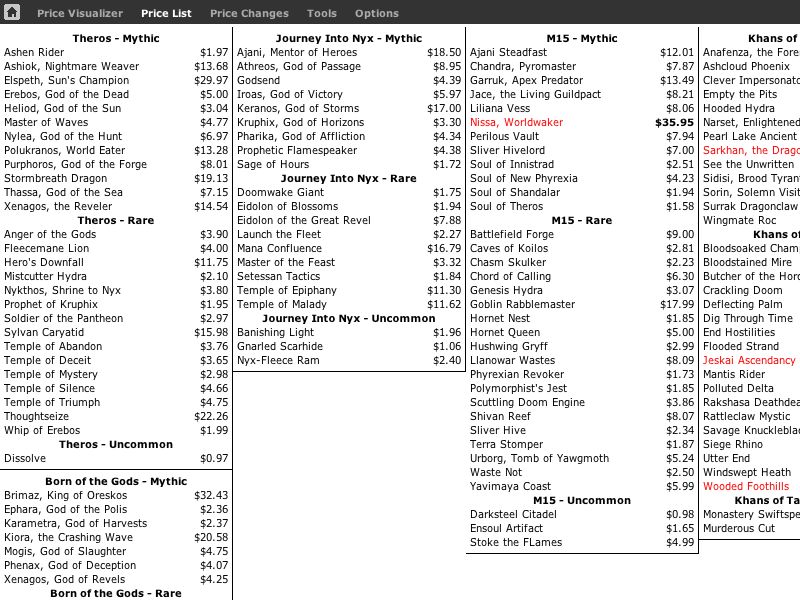 Price Visualizer Price List Price Changes Tools Options
Theros - Mythic
Ashen Rider $1.97
Ashiok, Nightmare Weaver $13.68
Elspeth, Sun's Champion $29.97
Erebos, God of the Dead $5.00
Heliod, God of the Sun $3.04
Master of Waves $4.77
Nylea, God of the Hunt $6.97
Polukranos, World Eater $13.28
Purphoros, God of the Forge $8.01
Stormbreath Dragon $19.13
Thassa, God of the Sea $7.15
Xenagos, the Reveler $14.54
Theros - Rare
Anger of the Gods $3.90
Fleecemane Lion $4.00
Hero's Downfall $11.75
Mistcutter Hydra $2.10
Nykthos, Shrine to Nyx $3.80
Prophet of Kruphix $1.95
Soldier of the Pantheon $2.97
Sylvan Caryatid $15.98
Temple of Abandon $3.76
Temple of Deceit $3.65
Temple of Mystery $2.98
Temple of Silence $4.66
Temple of Triumph $4.75
Thoughtseize $22.26
Whip of Erebos $1.99
Theros - Uncommon
Dissolve $0.97
Born of the Gods - Mythic
Brimaz, King of Oreskos $32.43
Ephara, God of the Polis $2.36
Karametra, God of Harvests $2.37
Kiora, the Crashing Wave $20.58
Mogis, God of Slaughter $4.75
Phenax, God of Deception $4.07
Xenagos, God of Revels $4.25
Born of the Gods - Rare
Journey Into Nyx - Mythic
Ajani, Mentor of Heroes $18.50
Athreos, God of Passage $8.95
Godsend $4.39
Iroas, God of Victory $5.97
Keranos, God of Storms $17.00
Kruphix, God of Horizons $3.30
Pharika, God of Affliction $4.34
Prophetic Flamespeaker $4.38
Sage of Hours $1.72
Journey Into Nyx - Rare
Doomwake Giant $1.75
Eidolon of Blossoms $1.94
Eidolon of the Great Revel $7.88
Launch the Fleet $2.27
Mana Confluence $16.79
Master of the Feast $3.32
Setessan Tactics $1.84
Temple of Epiphany $11.30
Temple of Malady $11.62
Journey Into Nyx - Uncommon
Banishing Light $1.96
Gnarled Scarhide $1.06
Nyx-Fleece Ram $2.40
M15 - Mythic
Ajani Steadfast $12.01
Chandra, Pyromaster $7.87
Garruk, Apex Predator $13.49
Jace, the Living Guildpact $8.21
Liliana Vess $8.06
Nissa, Worldwaker $35.95
Perilous Vault $7.94
Sliver Hivelord $7.00
Soul of Innistrad $2.51
Soul of New Phyrexia $4.23
Soul of Shandalar $1.94
Soul of Theros $1.58
M15 - Rare
Battlefield Forge $9.00
Caves of Koilos $2.81
Chasm Skulker $2.23
Chord of Calling $6.30
Genesis Hydra $3.07
Goblin Rabblemaster $17.99
Hornet Nest $1.85
Hornet Queen $5.00
Hushwing Gryff $2.99
Llanowar Wastes $8.09
Phyrexian Revoker $1.73
Polymorphist's Jest $1.85
Scuttling Doom Engine $3.86
Shivan Reef $8.07
Sliver Hive $2.34
Terra Stomper $1.87
Urborg, Tomb of Yawgmoth $5.24
Waste Not $2.50
Yavimaya Coast $5.99
M15 - Uncommon
Darksteel Citadel $0.98
Ensoul Artifact $1.65
Stoke the FLames $4.99
Khans of
Anafenza, the Fore
Ashcloud Phoenix
Clever Impersonato
Empty the Pits
Hooded Hydra
Narset, Enlightened
Pearl Lake Ancient
Sarkhan, the Drago
See the Unwritten
Sidisi, Brood Tyran
Sorin, Solemn Visit
Surrak Dragonclaw
Wingmate Roc
Khans of
Bloodsoaked Cham
Bloodstained Mire
Butcher of the Hord
Crackling Doom
Deflecting Palm
Dig Through Time
End Hostilities
Flooded Strand
Jeskai Ascendancy
Mantis Rider
Polluted Delta
Rakshasa Deathdea
Rattleclaw Mystic
Savage Knuckleblad
Siege Rhino
Utter End
Windswept Heath
Wooded Foothills
Khans of Ta
Monastery Swiftspe
Murderous Cut